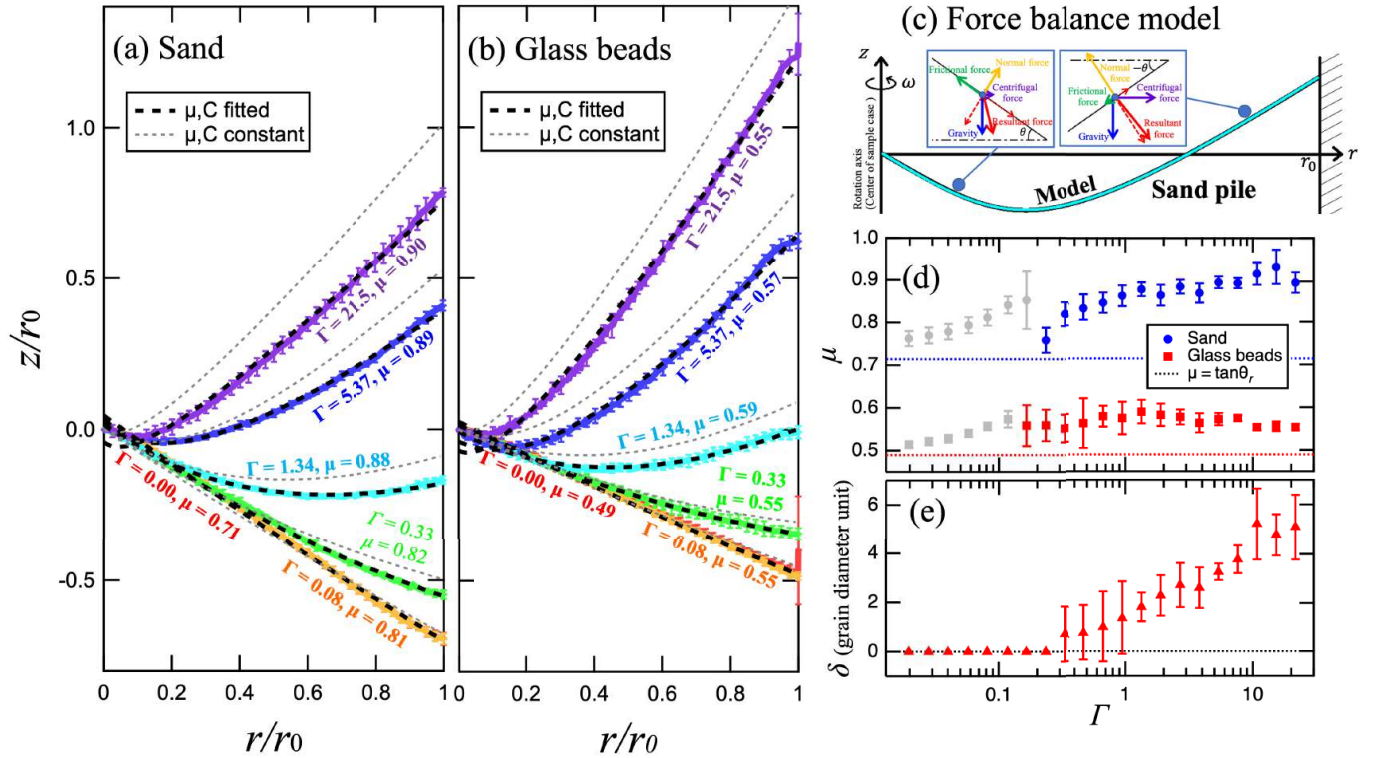 (a) Sand
μ,C fitted
μ,C constant
z/r0
1.0
0.5
0.0
-0.5
Γ = 21.5, μ = 0.90
Γ = 5.37, μ = 0.89
Γ = 1.34, μ = 0.88
Γ = 0.00, μ = 0.71
Γ = 0.33
μ = 0.82
Γ = 0.08, μ = 0.81
0 0.2 0.4 0.6 0.8 1
r/r0
(b) Glass beads
μ,C fitted
μ,C constant
Γ = 21.5, μ = 0.55
Γ = 5.37, μ = 0.57
Γ = 1.34, μ = 0.59
Γ = 0.00, μ = 0.49
Γ = 0.33
μ = 0.55
Γ = 0.08, μ = 0.55
0 0.2 0.4 0.6 0.8 1
r/r0
(c) Force balance model
z
ω
Rotation axis
(Center of sample case )
Frictional force
Normal force
Centrifugal
force
Resultant force
Gravity
θ
Normal
force
-θ
Frictional
force
Centrifugal
force
Gravity
Resultant
force
r0
r
Model
Sand pile
(d)
μ
1.0
0.9
0.8
0.7
0.6
0.5
Sand
Glass beads
μ = tanθr
(e)
δ (grain diameter unit)
6
4
2
0
0.1 1 10
Γ